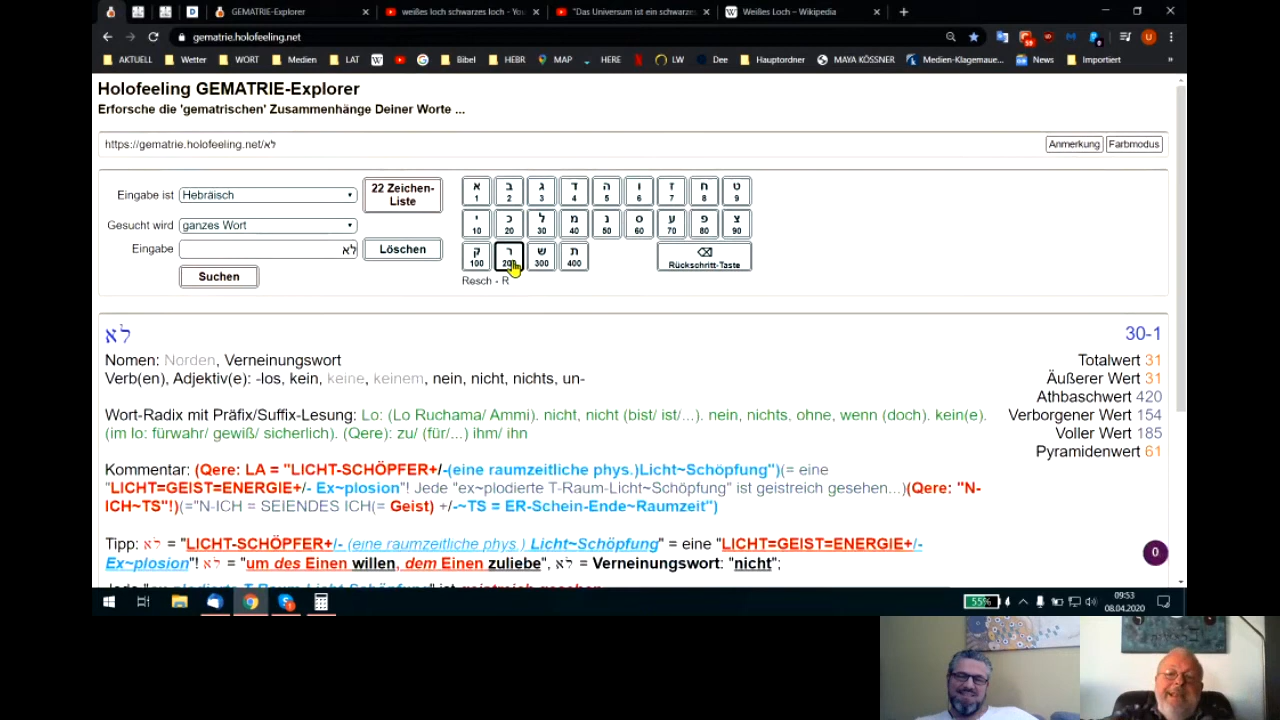 GEMATRIE-Explorer
weißes loch schwarzes loch - You
"Das Universum ist ein schwarze
Weißes Loch – Wikipedia
gematrie.holofeeling.net
AKTUELL Wetter WORT Medien LAT Bibel HEBR MAP HERE LW Dee Hauptordner MAYA KÖSSNER Medien-Klagemaue... News Importiert
Holofeeling GEMATRIE-Explorer
Erforsche die 'gematrischen' Zusammenhänge Deiner Worte ...
https://gematrie.holofeeling.net/לא
Anmerkung Farbmodus
Eingabe ist Hebräisch
22 Zeichen-
Liste
Gesucht wird ganzes Wort
Eingabe לא Löschen
Suchen
א ב ג ד ה ו ז ח ט
1 2 3 4 5 6 7 8 9
י כ ל מ נ ס ע פ צ
10 20 30 40 50 60 70 80 90
ק ר ש ת ⌫
100 200 300 400 Rückschritt-Taste
Resch - R
לא 30-1
Nomen: Norden, Verneinungswort
Verb(en), Adjektiv(e): -los, kein, keine, keinem, nein, nicht, nichts, un-
Totalwert 31
Äußerer Wert 31
Athbaschwert 420
Verborgener Wert 154
Voller Wert 185
Pyramidenwert 61
Wort-Radix mit Präfix/Suffix-Lesung: Lo: (Lo Ruchama/ Ammi). nicht, nicht (bist/ ist/...). nein, nichts, ohne, wenn (doch). kein(e).
(im lo: fürwahr/ gewiß/ sicherlich). (Qere): zu/ (für/...) ihm/ ihn
Kommentar: (Qere: LA = "LICHT-SCHÖPFER+/-(eine raumzeitliche phys.)Licht~Schöpfung")(= eine
"LICHT=GEIST=ENERGIE+/- Ex~plosion"! Jede "ex~plodierte T-Raum-Licht~Schöpfung" ist geistreich gesehen...)(Qere: "N-
ICH~TS"!)(="N-ICH = SEIENDES ICH(= Geist) +/-~TS = ER-Schein-Ende~Raumzeit")
Tipp: לא = "LICHT-SCHÖPFER+/- (eine raumzeitliche phys.) Licht~Schöpfung" = eine "LICHT=GEIST=ENERGIE+/-
Ex~plosion"! לא = "um des Einen willen, dem Einen zuliebe", לא = Verneinungswort: "nicht";
0
55%
09:53
08.04.2020